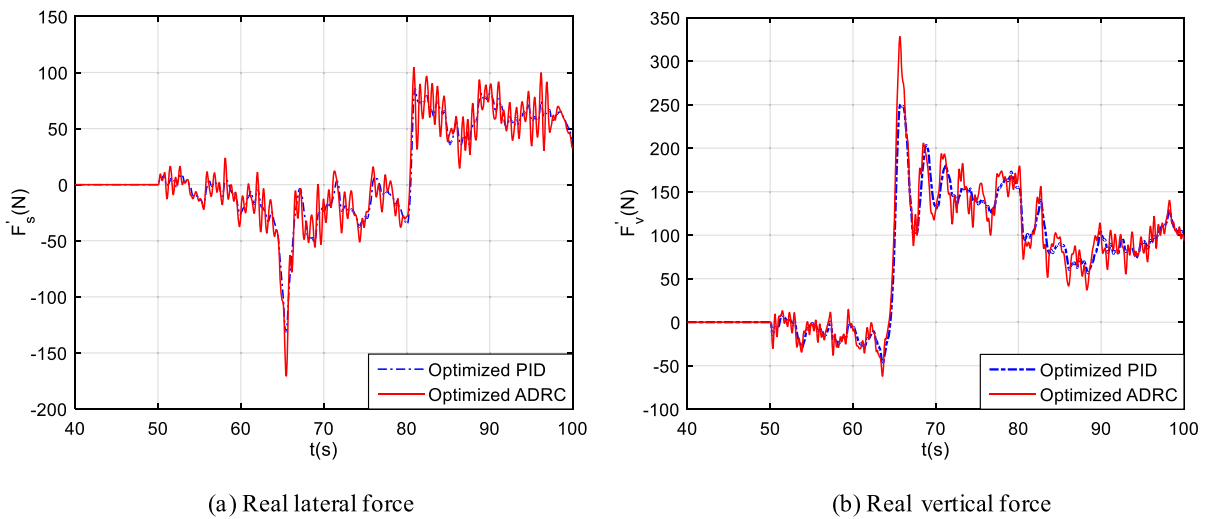 150
100
50
0
-50
-100
-150
-200
F's(N)
40 50 60 70 80 90 100
t(s)
Optimized PID
Optimized ADRC
(a) Real lateral force
350
300
250
200
150
100
50
0
-50
-100
F'v(N)
40 50 60 70 80 90 100
t(s)
Optimized PID
Optimized ADRC
(b) Real vertical force